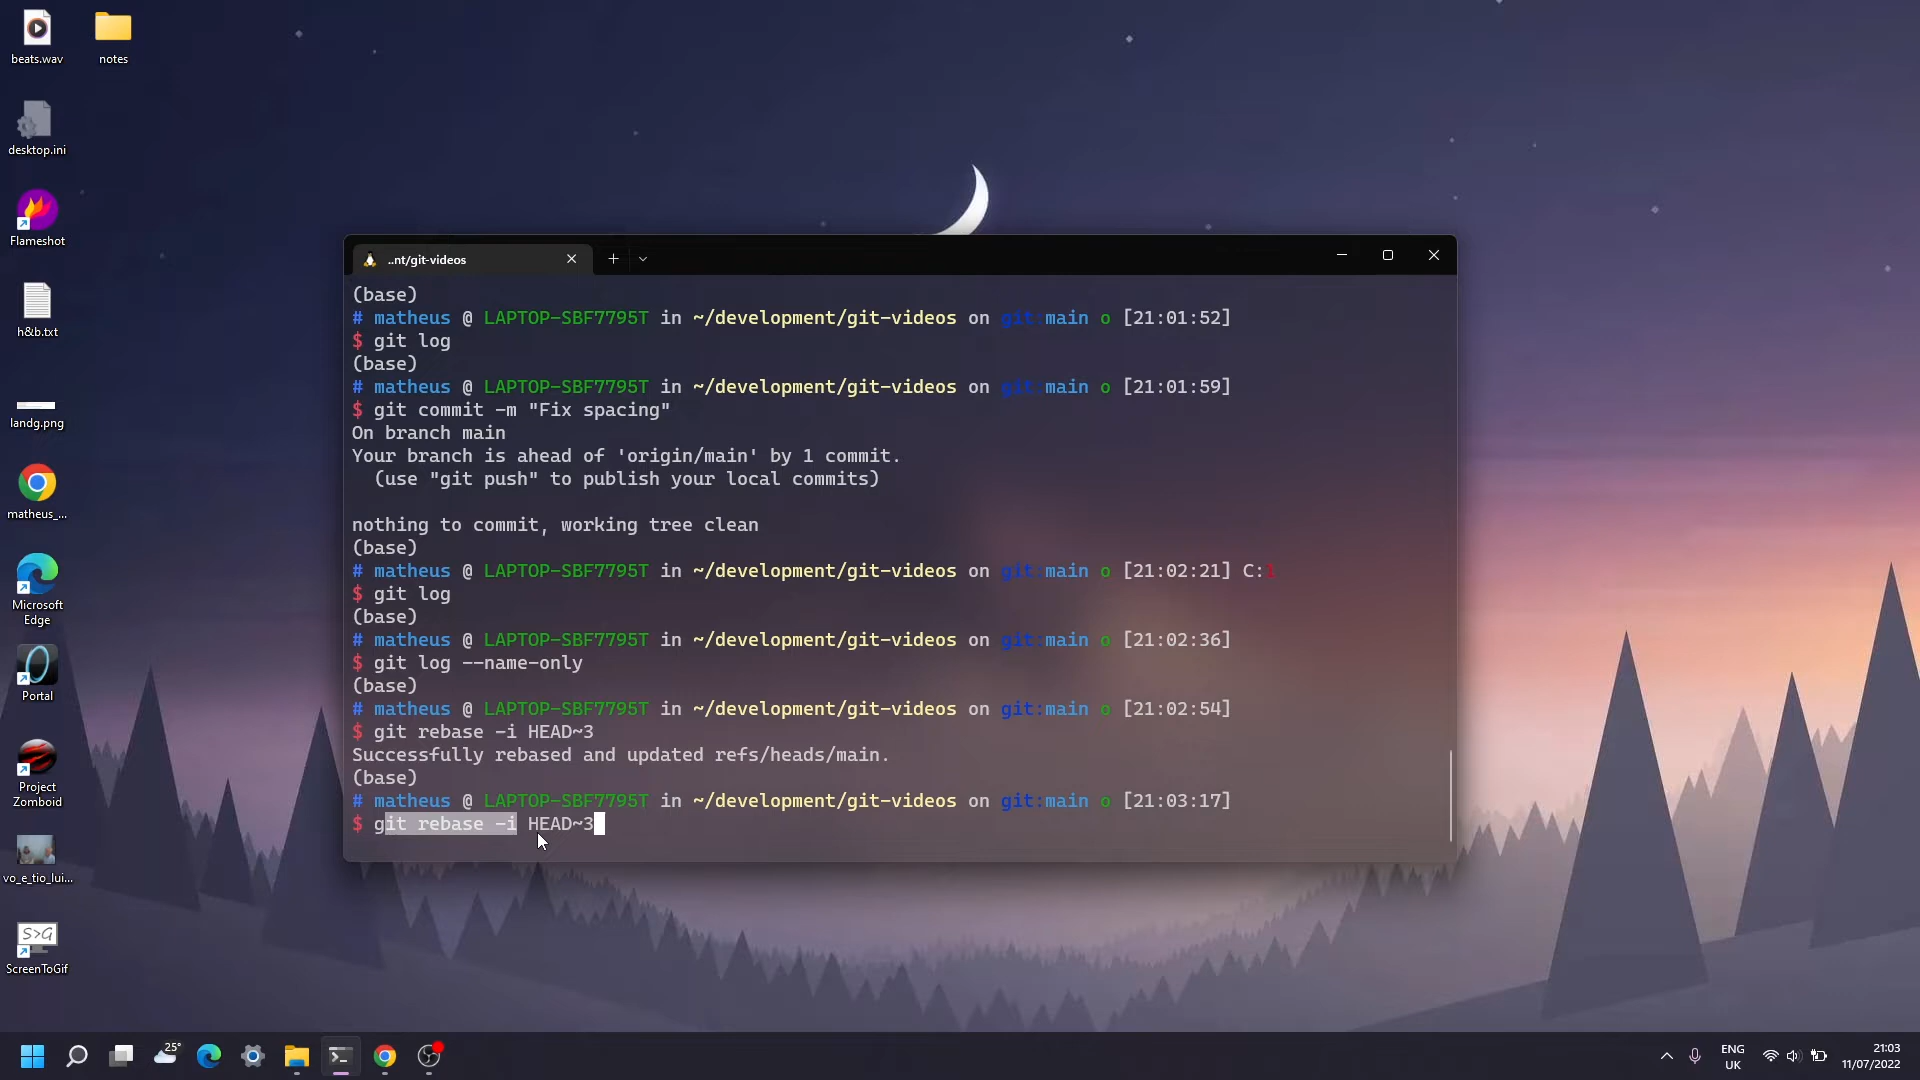 beats.wav
notes
desktop.ini
Flameshot
h&b.txt
landg.png
matheus_...
Microsoft
Edge
Portal
Project
Zomboid
vo_e_tio_lui...
S>G
ScreenToGif
..nt/git-videos
(base)
# matheus @ LAPTOP-SBF7795T in ~/development/git-videos on git:main o [21:01:52]
$ git log
(base)
# matheus @ LAPTOP-SBF7795T in ~/development/git-videos on git:main o [21:01:59]
$ git commit -m "Fix spacing"
On branch main
Your branch is ahead of 'origin/main' by 1 commit.
(use "git push" to publish your local commits)
nothing to commit, working tree clean
(base)
# matheus @ LAPTOP-SBF7795T in ~/development/git-videos on git:main o [21:02:21] C:1
$ git log
(base)
# matheus @ LAPTOP-SBF7795T in ~/development/git-videos on git:main o [21:02:36]
$ git log --name-only
(base)
# matheus @ LAPTOP-SBF7795T in ~/development/git-videos on git:main o [21:02:54]
$ git rebase -i HEAD~3
Successfully rebased and updated refs/heads/main.
(base)
# matheus @ LAPTOP-SBF7795T in ~/development/git-videos on git:main o [21:03:17]
$ git rebase -i HEAD~3
25°
ENG
UK
21:03
11/07/2022